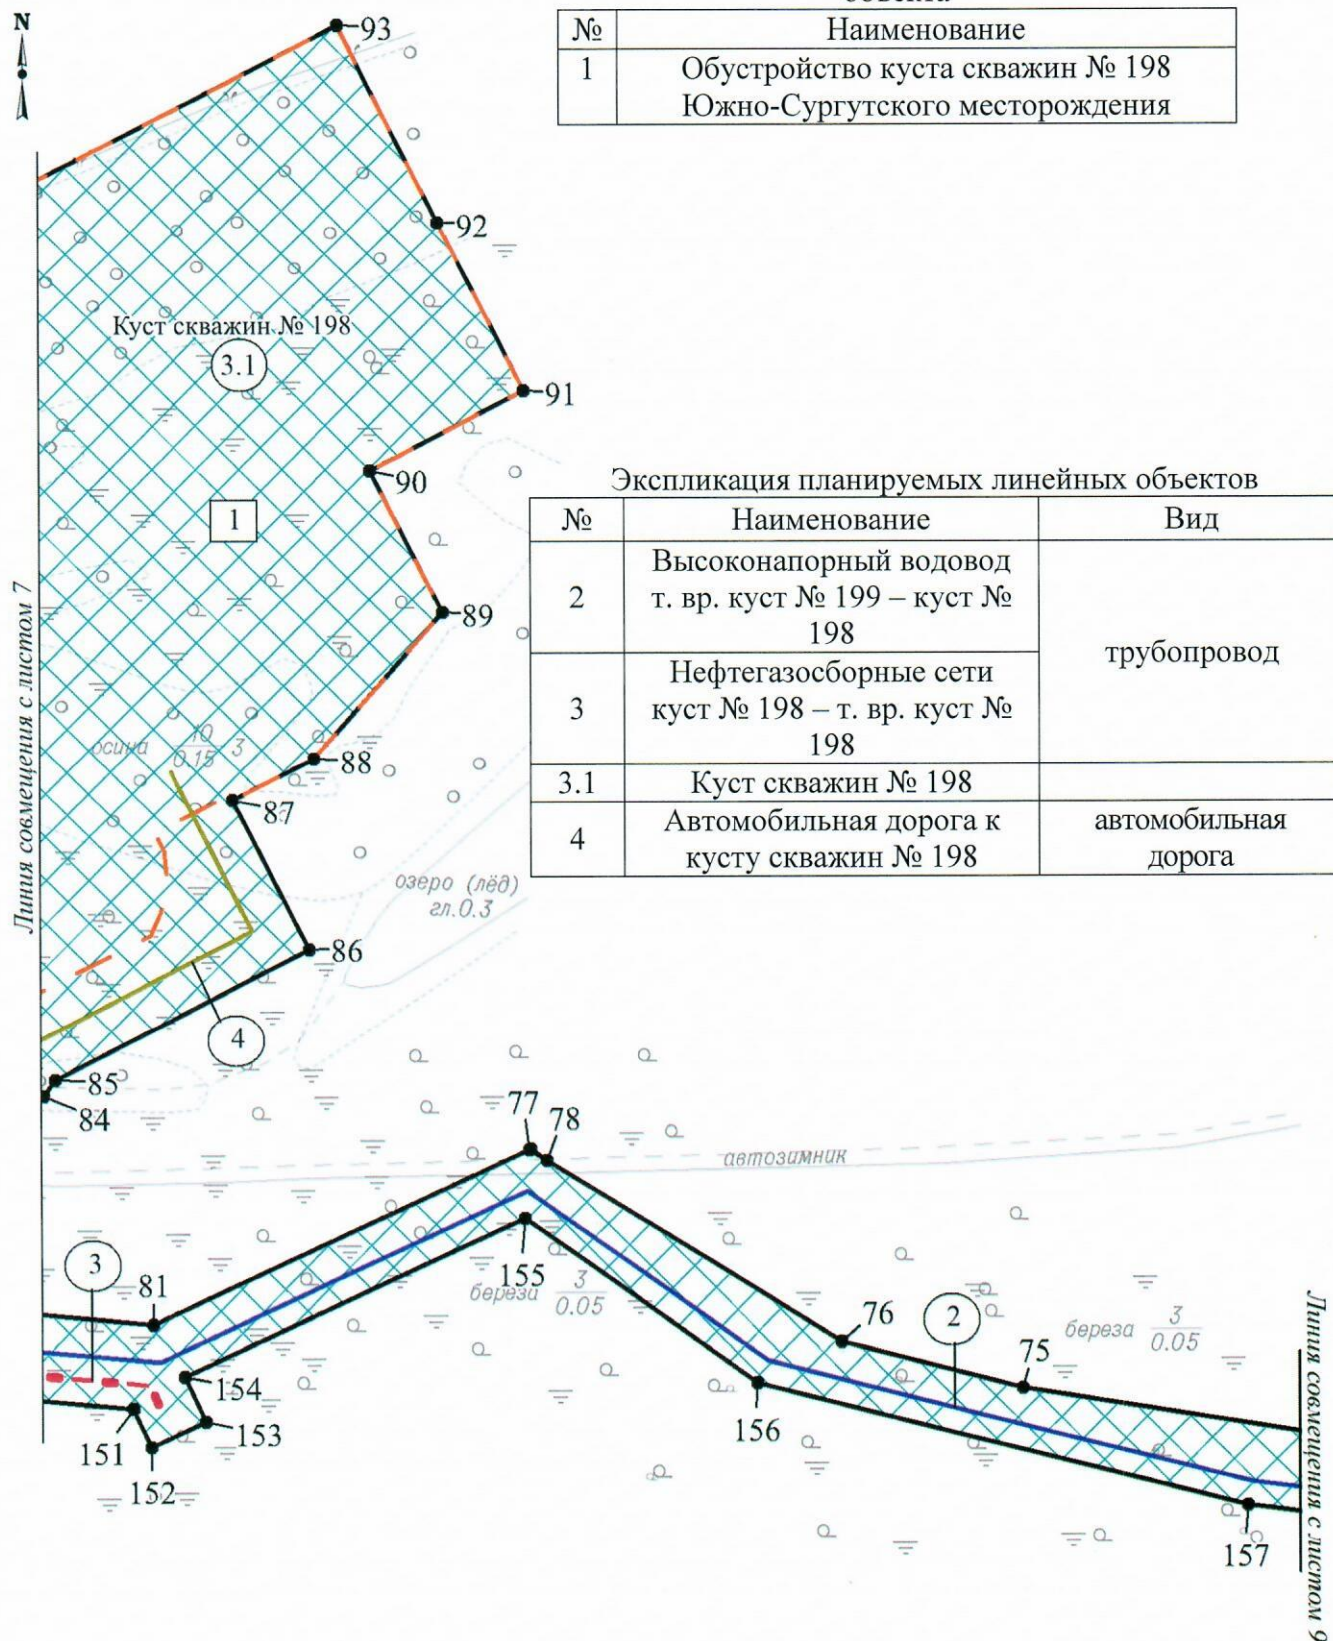 N
№ Наименование
1 Обустройство куста скважин № 198
Южно-Сургутского месторождения
93
92
Куст скважин № 198
3.1
91
90
1
Экспликация планируемых линейных объектов
№ Наименование Вид
2 Высоконапорный водовод
т. вр. куст № 199 – куст №
198
трубопровод
3 Нефтегазосборные сети
куст № 198 – т. вр. куст №
198
3.1 Куст скважин № 198
4 Автомобильная дорога к
кусту скважин № 198
автомобильная
дорога
Линия совмещения с листом 7
89
осина 10 3
0.15
88
87
озеро (лёд)
гл.0.3
86
4
85
84
77
78
автозимник
3
81
155
береза 3
0.05
76
2
75
береза 3
0.05
154
153
151
152
156
157
Линия совмещения с листом 9